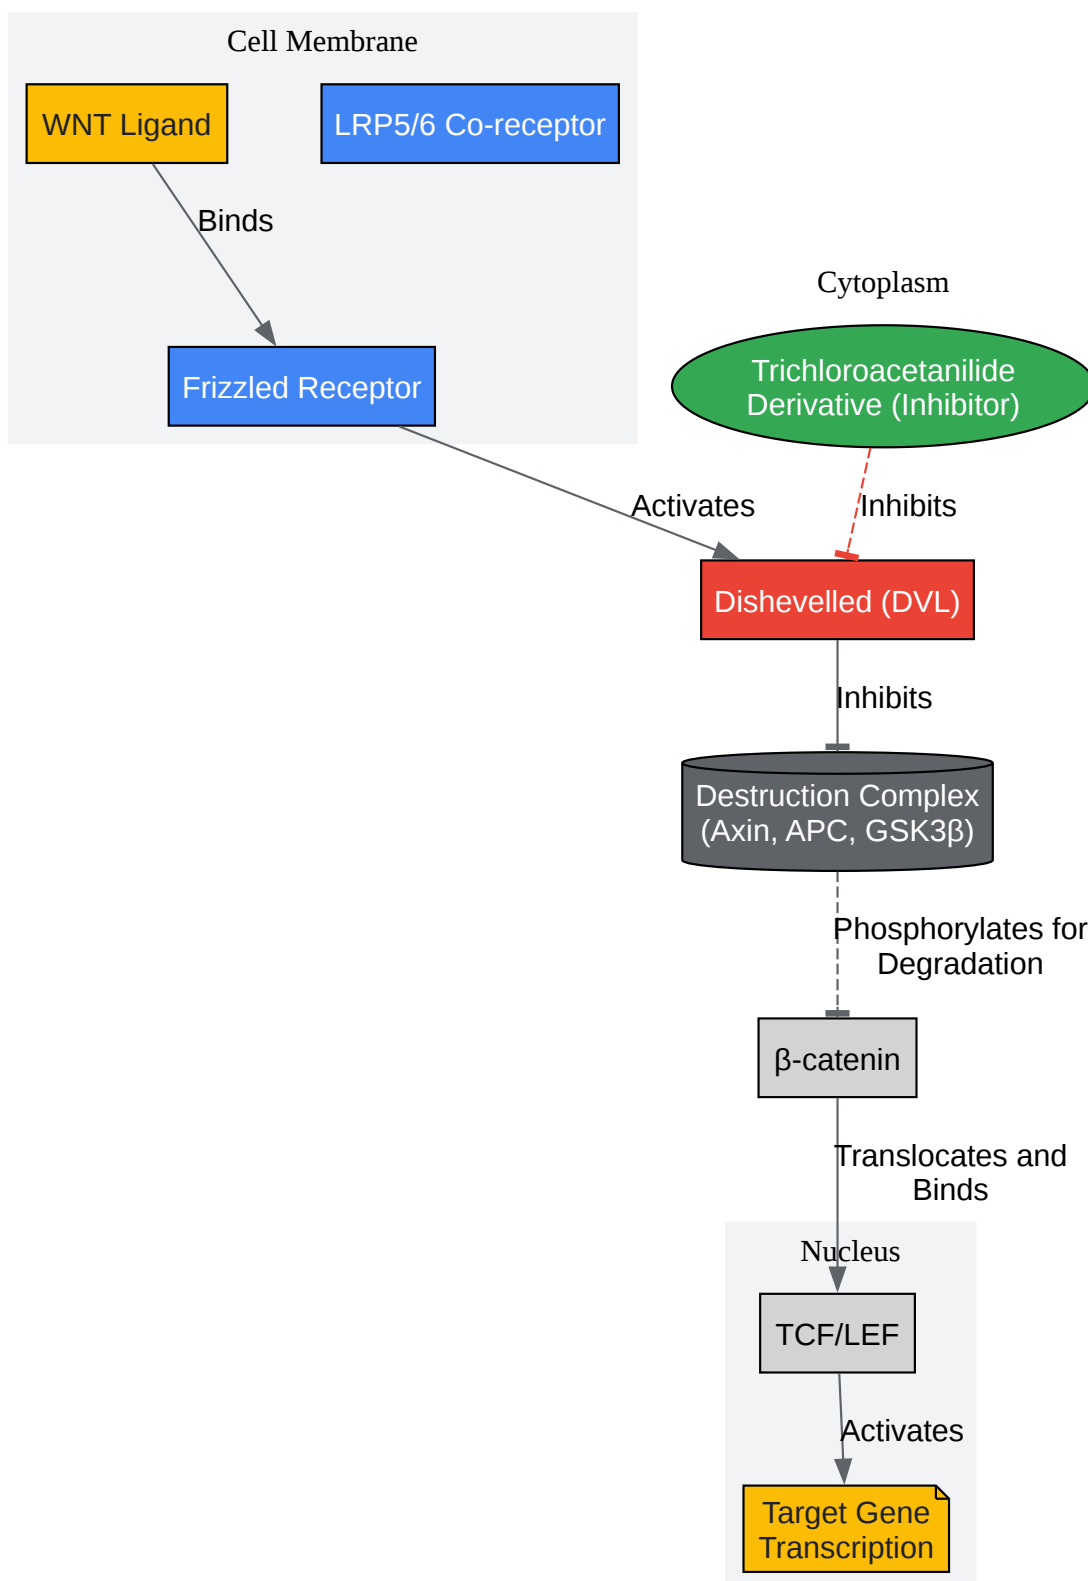 Cell Membrane
WNT Ligand
LRP5/6 Co-receptor
Binds
Frizzled Receptor
Cytoplasm
Trichloroacetanilide
Derivative (Inhibitor)
Activates
Inhibits
Dishevelled (DVL)
Inhibits
Destruction Complex
(Axin, APC, GSK3β)
Phosphorylates for
Degradation
β-catenin
Translocates and
Binds
Nucleus
TCF/LEF
Activates
Target Gene
Transcription